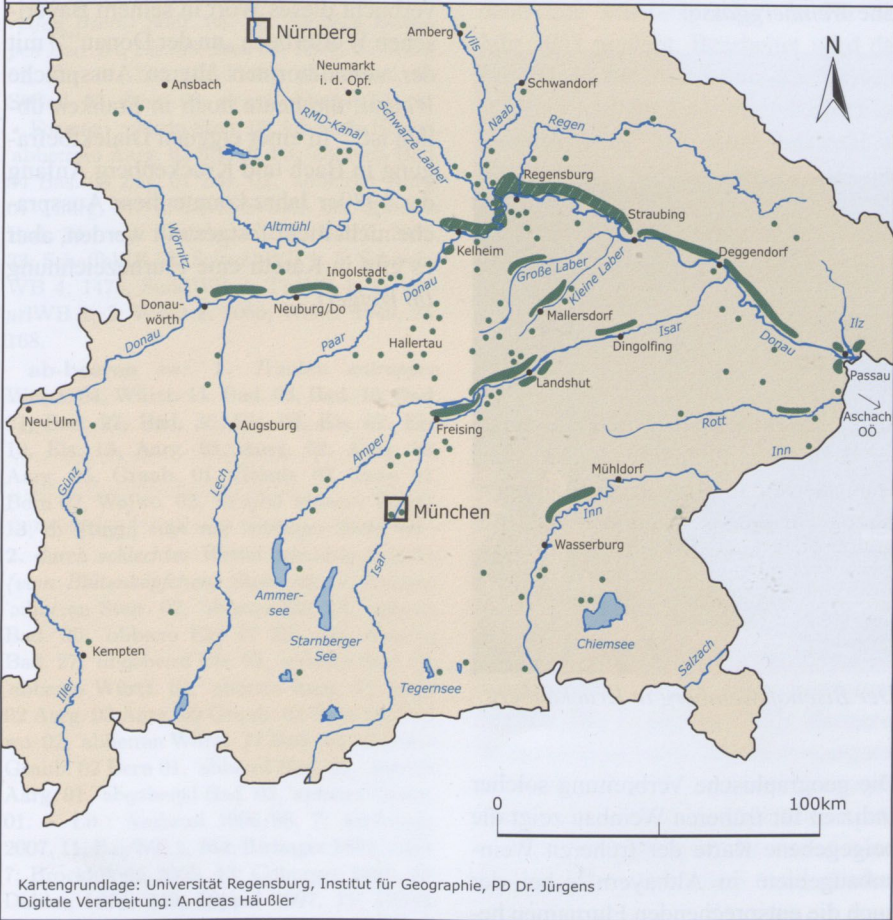 Nürnberg
Amberg
Vils
N
Ansbach
Neumarkt
i. d. Opf.
Schwandorf
Naab
Regen
RMD-Kanal
Schwarze Laaber
Regensburg
Straubing
Wörnitz
Altmühl
Kelheim
Deggendorf
Ingolstadt
Donau
Große Laber
Kleine Laber
Donau-
wörth
Neuburg/Do
Mallersdorf
Isar
Ilz
Donau
Paar
Hallertau
Dingolfing
Donau
Passau
Landshut
Aschach
OÖ
Neu-Ulm
Augsburg
Freising
Rott
Amper
Inn
Günz
Lech
Mühldorf
München
Inn
Wasserburg
Isar
Ammer-
see
Starnberger
See
Chiemsee
Kempten
Salzach
Tegernsee
Iller
0
100km
Kartengrundlage: Universität Regensburg, Institut für Geographie, PD Dr. Jürgens
Digitale Verarbeitung: Andreas Häußler